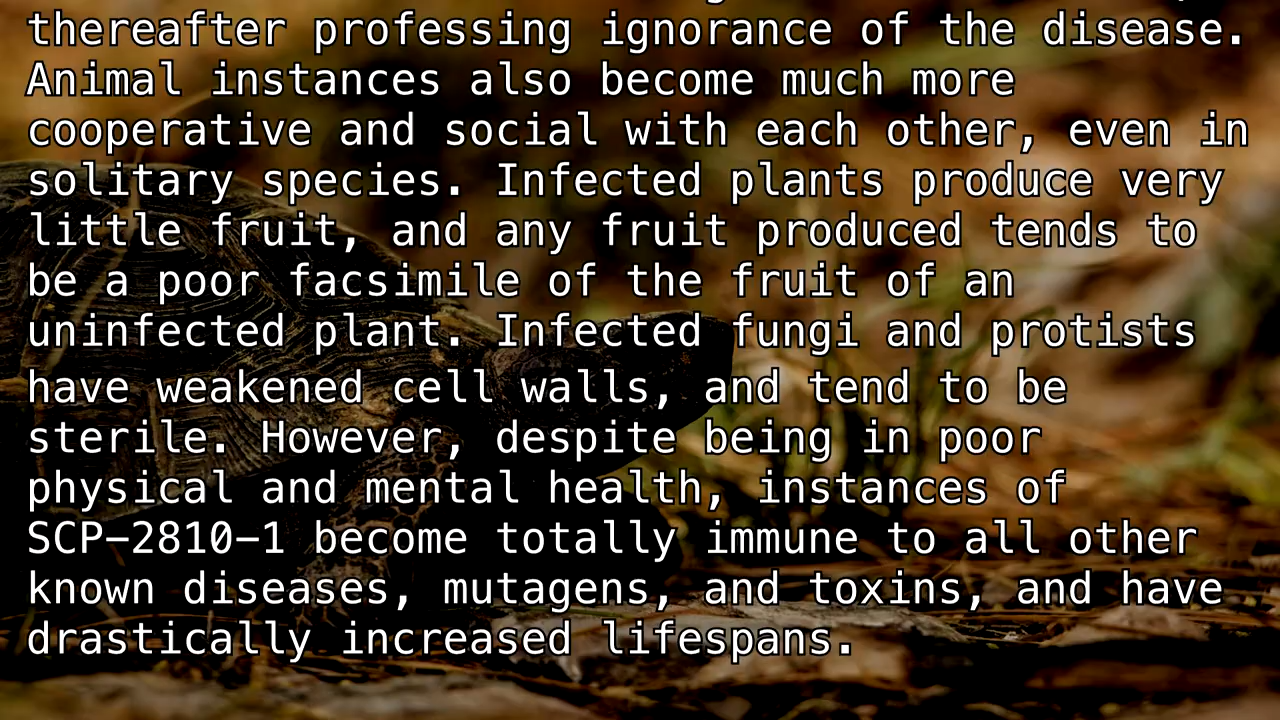 thereafter professing ignorance of the disease.
Animal instances also become much more
cooperative and social with each other, even in
solitary species. Infected plants produce very
little fruit, and any fruit produced tends to
be a poor facsimile of the fruit of an
uninfected plant. Infected fungi and protists
have weakened cell walls, and tend to be
sterile. However, despite being in poor
physical and mental health, instances of
SCP–2810–1 become totally immune to all other
known diseases, mutagens, and toxins, and have
drastically increased lifespans.